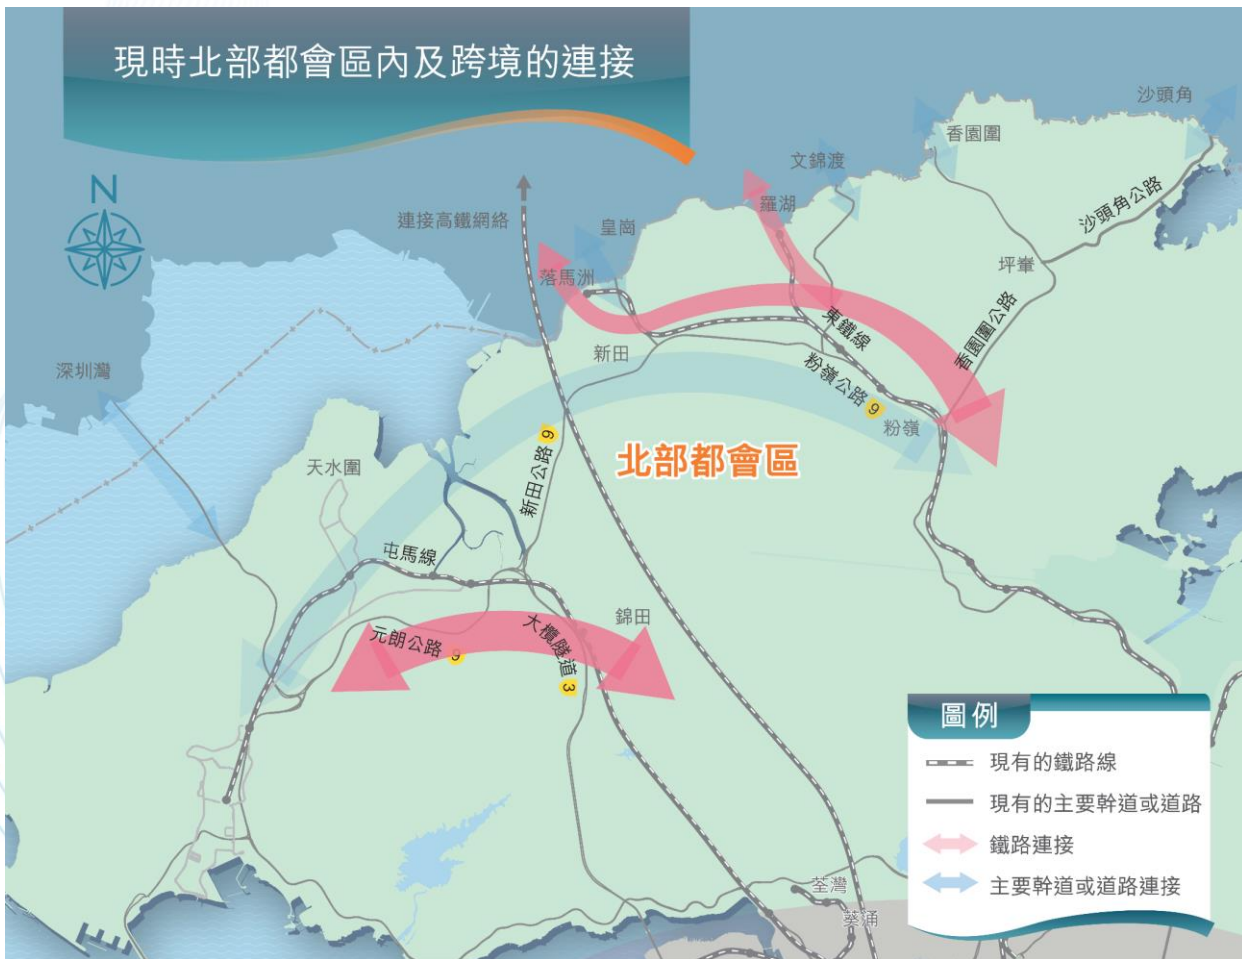 現時北部都會區內及跨境的連接
沙頭角
香園圍
文錦渡
N
沙頭角公路
羅湖
連接高鐵網絡
皇崗
坪輋
落馬洲
東鐵線
香園圍公路
新田
深圳灣
粉嶺公路 9
粉嶺
新田公路 9
北部都會區
天水圍
屯馬線
錦田
元朗公路 9
大欖隧道 3
圖例
現有的鐵路線
現有的主要幹道或道路
鐵路連接
主要幹道或道路連接
荃灣
葵涌